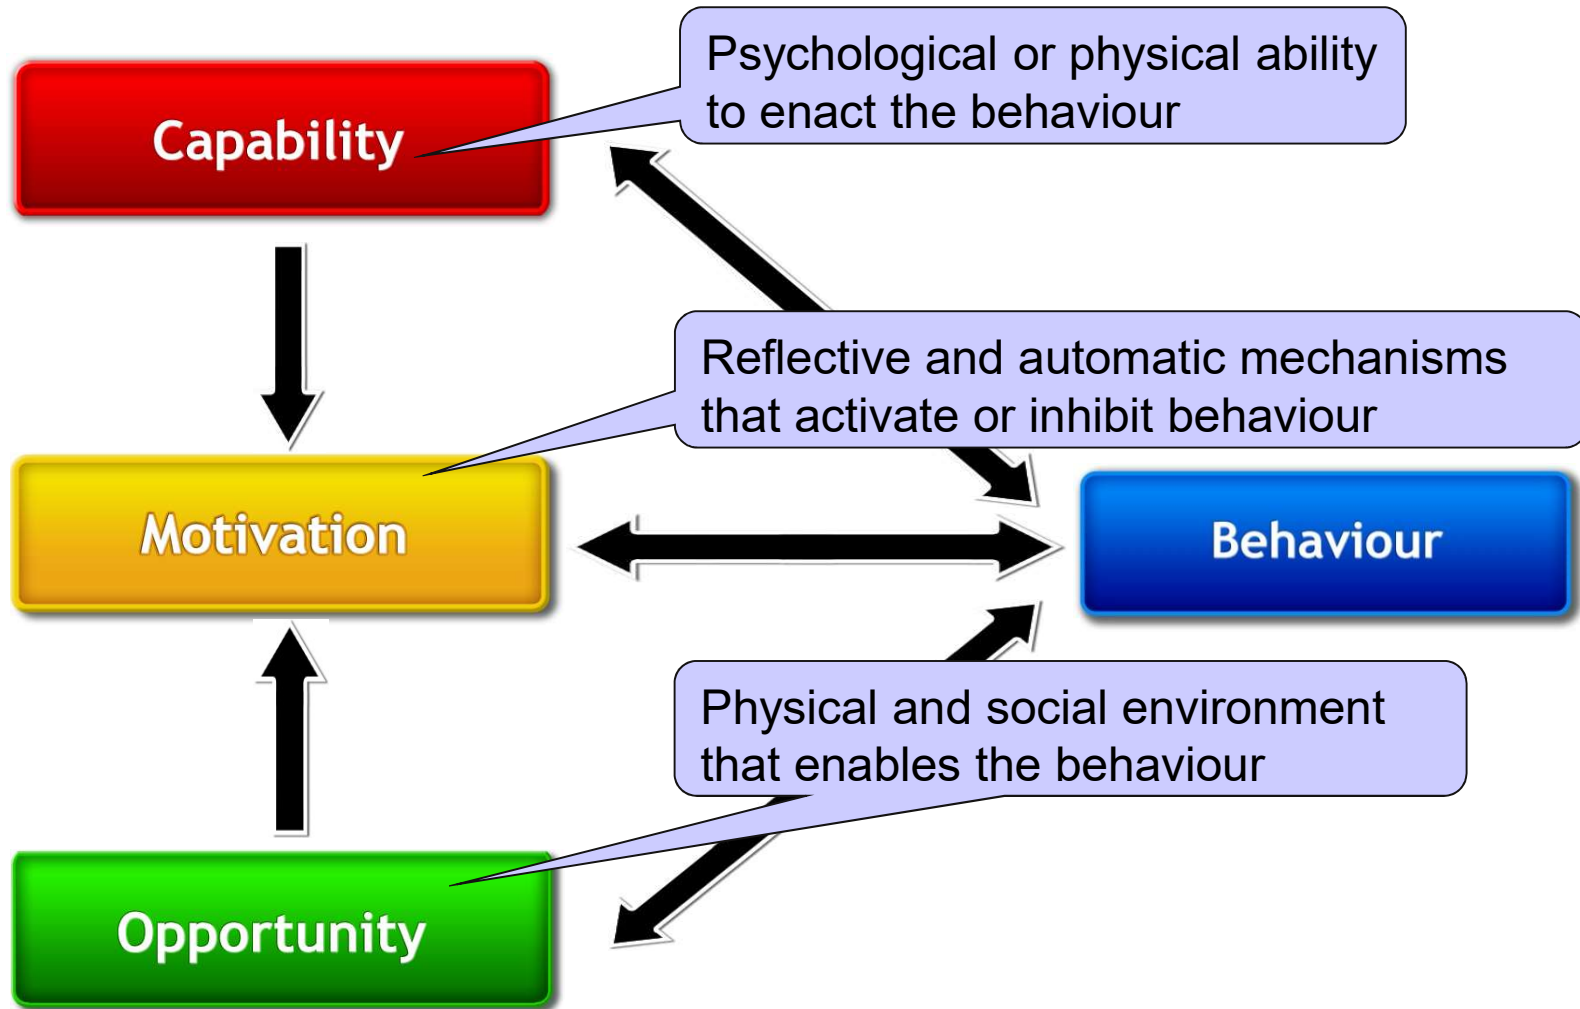 Psychological or physical ability
to enact the behaviour
Capability
Reflective and automatic mechanisms
that activate or inhibit behaviour
Motivation
Behaviour
Physical and social environment
that enables the behaviour
Opportunity